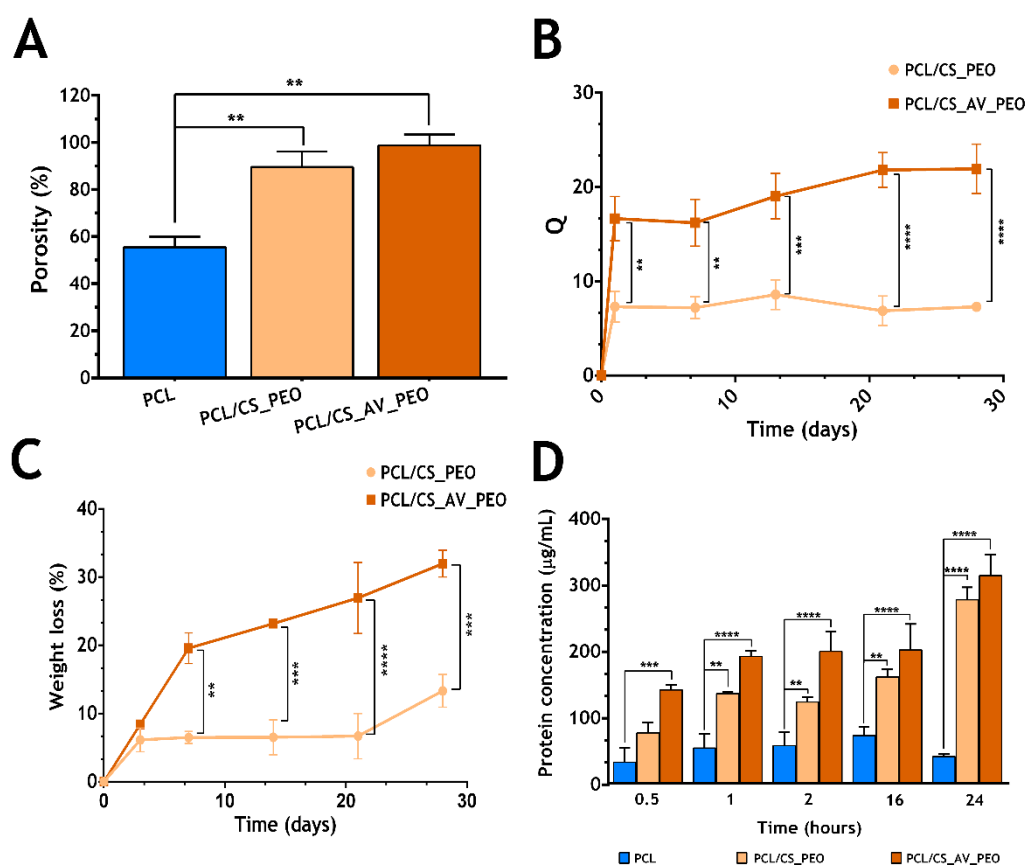 A
**
**
120
100
80
60
40
20
0
Porosity (%)
PCL
PCL/CS_PEO
PCL/CS_AV_PEO
B
PCL/CS_PEO
PCL/CS_AV_PEO
30
20
10
0
Q
**
**
***
****
****
0
10
20
30
Time (days)
C
PCL/CS_PEO
PCL/CS_AV_PEO
40
30
20
10
0
Weight loss (%)
**
***
****
***
0
10
20
30
Time (days)
D
400
300
200
100
0
Protein concentration (µg/mL)
***
****
**
****
**
****
**
****
****
0.5
1
2
16
24
Time (hours)
PCL
PCL/CS_PEO
PCL/CS_AV_PEO